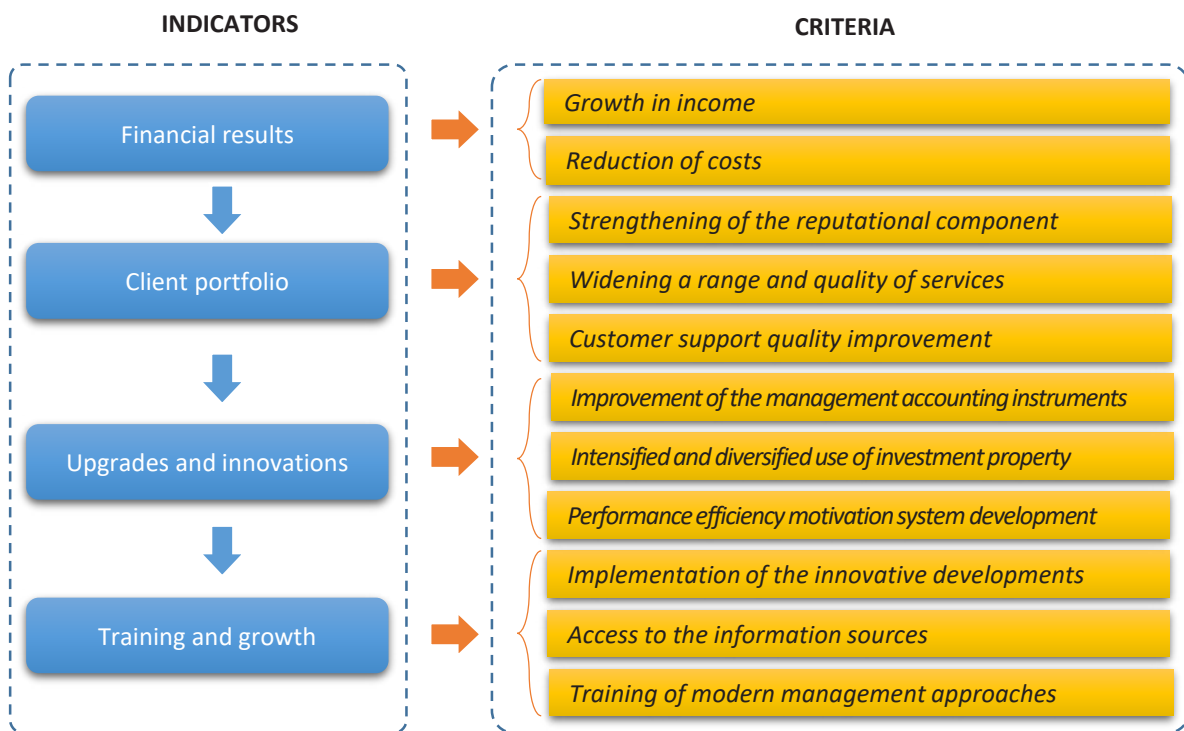 INDICATORS
CRITERIA
Financial results
Growth in income
Reduction of costs
Client portfolio
Strengthening of the reputational component
Widening a range and quality of services
Customer support quality improvement
Upgrades and innovations
Improvement of the management accounting instruments
Intensified and diversified use of investment property
Performance efficiency motivation system development
Training and growth
Implementation of the innovative developments
Access to the information sources
Training of modern management approaches